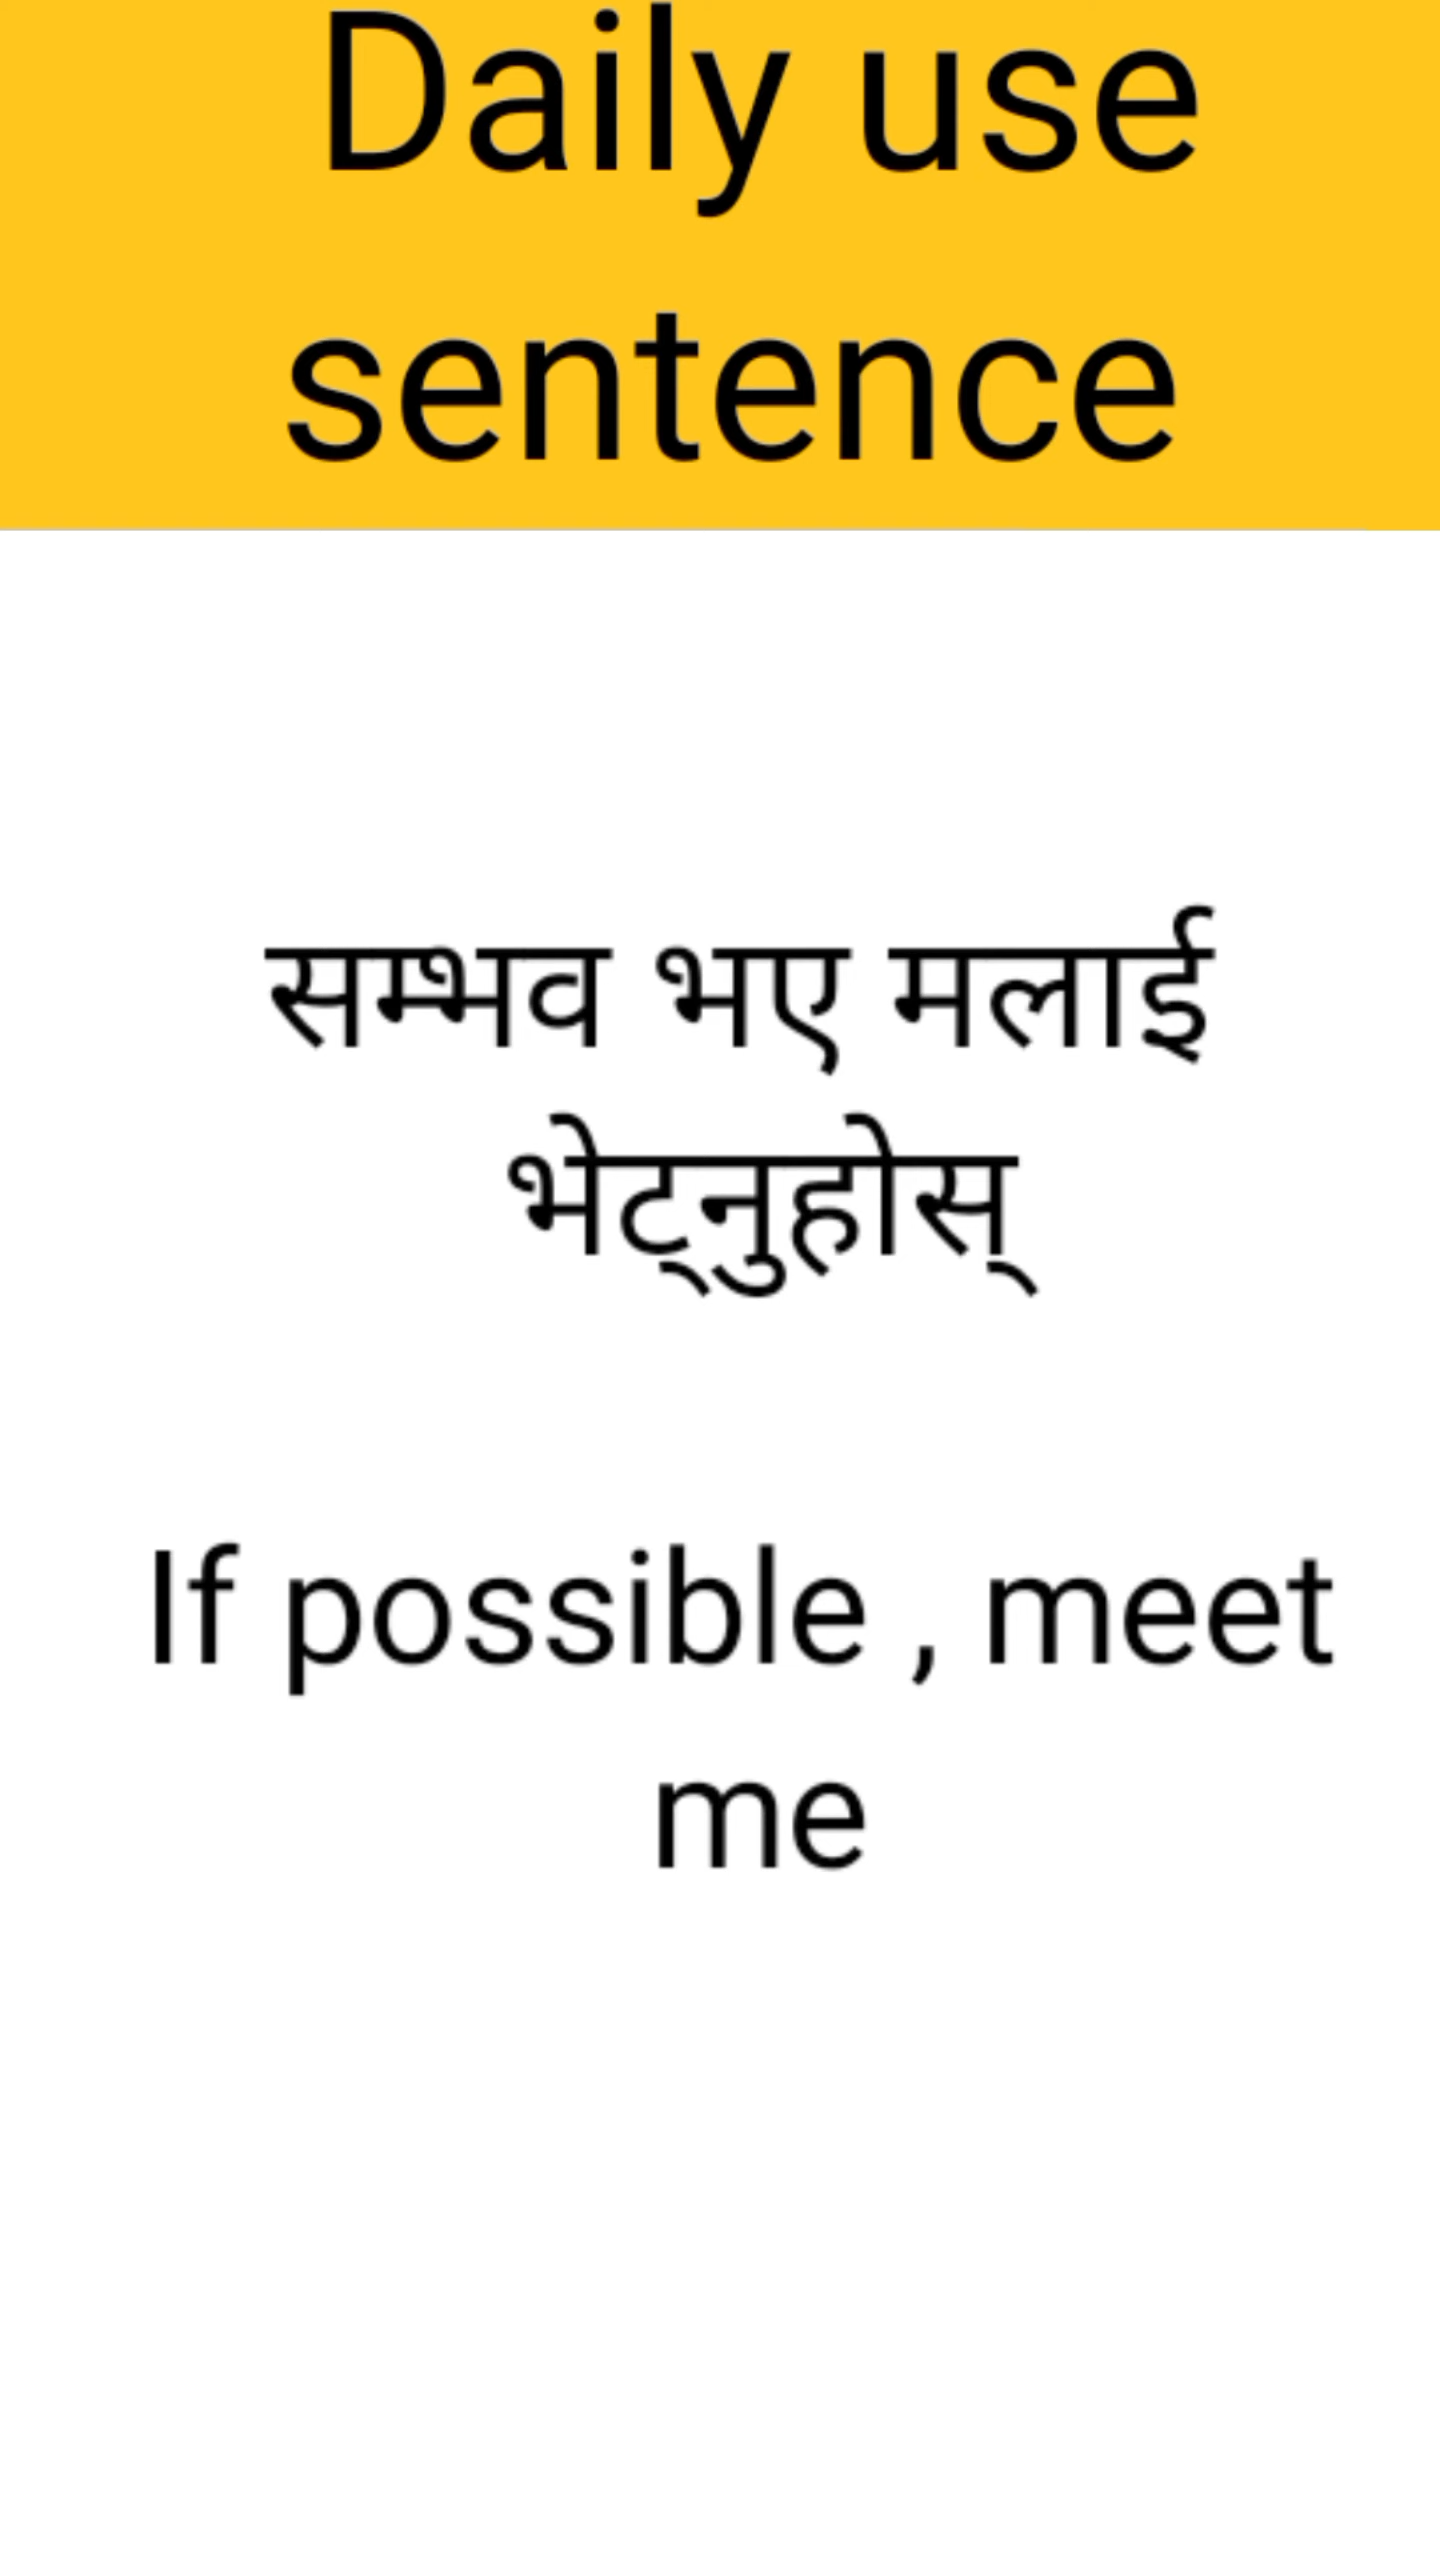 Daily use
sentence
सम्भव भए मलाई
भेट्नुहोस्
If possible , meet
me